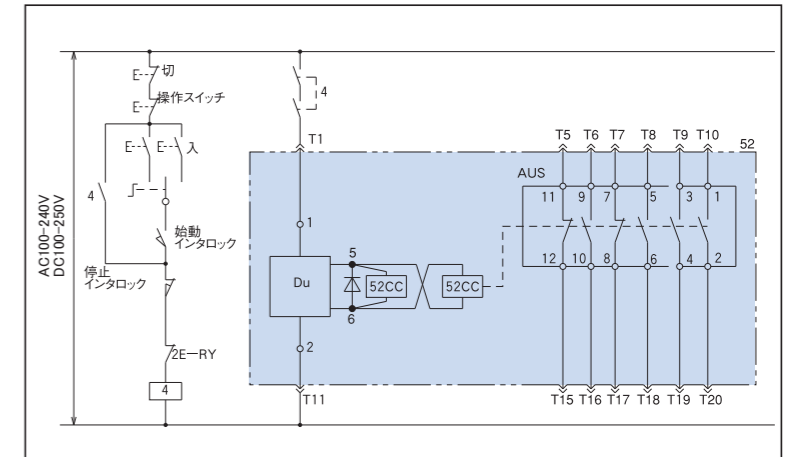 切
操作スイッチ
入
4
始動
インタロック
停止
インタロック
2E-RY
4
AC100-240V
DC100-250V
4
T1
T5 T6 T7 T8 T9 T10
52
AUS
11 9 7 5 3 1
12 10 8 6 4 2
1
Du
5
52CC
52CC
6
2
T11
T15 T16 T17 T18 T19 T20